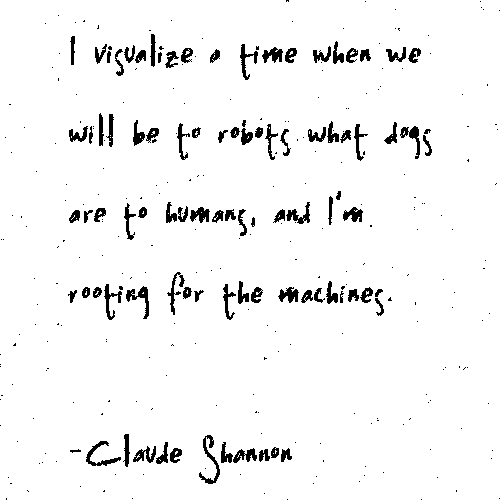 I visualize a time when we
will be to robots what dogs
are to humans, and I'm
rooting for the machines.
-Claude Shannon